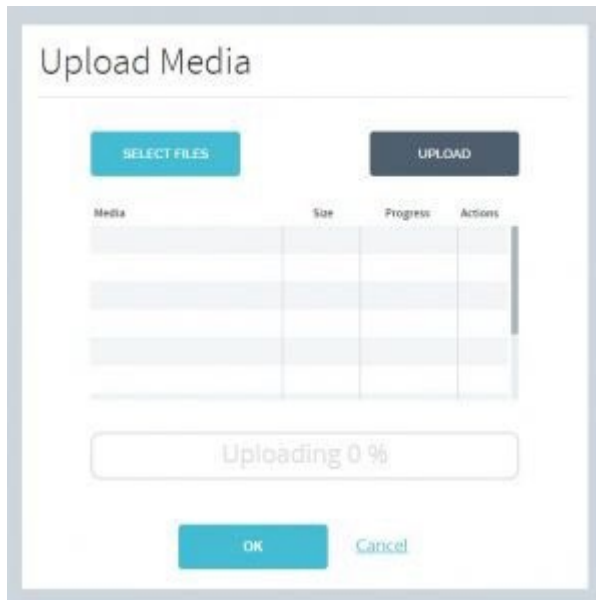 Upload Media
SELECT FILES UPLOAD
Media Size Progress Actions
Uploading 0 %
OK Cancel